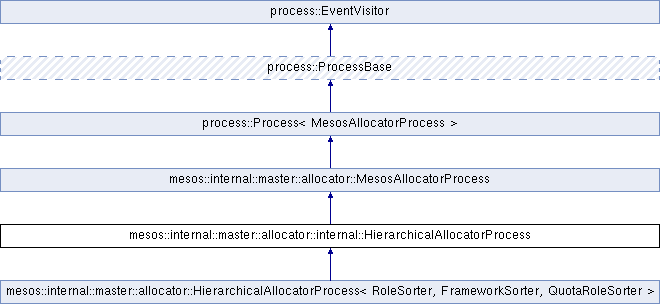 process::EventVisitor
process::ProcessBase
process::Process< MesosAllocatorProcess >
mesos::internal::master::allocator::MesosAllocatorProcess
mesos::internal::master::allocator::internal::HierarchicalAllocatorProcess
mesos::internal::master::allocator::HierarchicalAllocatorProcess< RoleSorter, FrameworkSorter, QuotaRoleSorter >